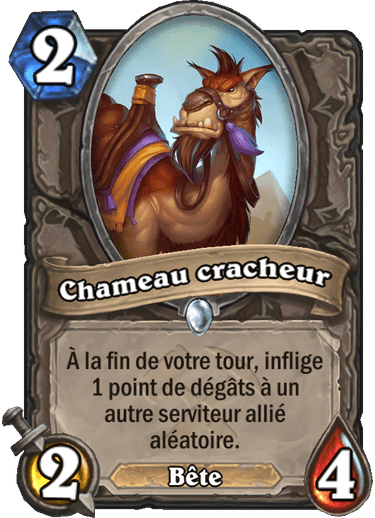 2
Chameau cracheur
À la fin de votre tour, inflige
1 point de dégâts à un
autre serviteur allié
aléatoire.
2
Bête
4